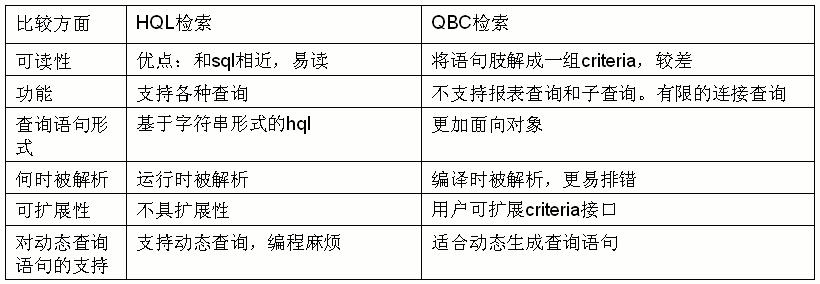 比较方面 HQL检索 QBC检索
可读性 优点：和sql相近，易读 将语句肢解成一组criteria，较差
功能 支持各种查询 不支持报表查询和子查询。有限的连接查询
查询语句形式 基于字符串形式的hql 更加面向对象
何时被解析 运行时被解析 编译时被解析，更易排错
可扩展性 不具扩展性 用户可扩展criteria接口
对动态查询语句的支持 支持动态查询，编程麻烦 适合动态生成查询语句